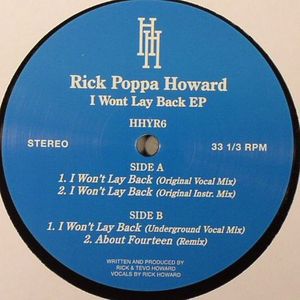 HH
Rick Poppa Howard
I Wont Lay Back EP
HHYR6
STEREO 33 1/3 RPM
SIDE A
1. I Won't Lay Back (Original Vocal Mix)
2. I Won't Lay Back (Original Instr. Mix)
SIDE B
1. I Won't Lay Back (Underground Vocal Mix)
2. About Fourteen (Remix)
WRITTEN AND PRODUCED BY
RICK & TEVO HOWARD
VOCALS BY RICK HOWARD